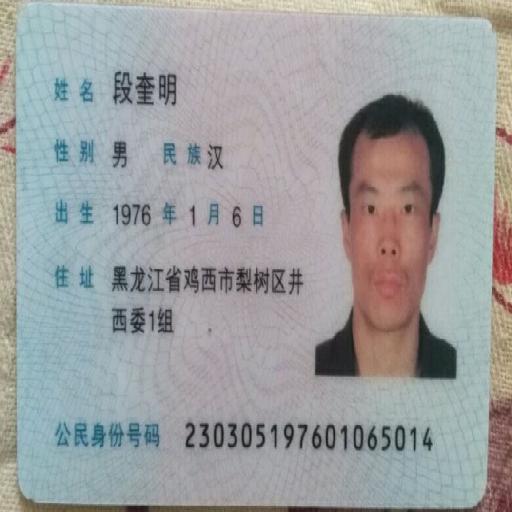 姓名 段奎明
性别 男 民族 汉
出生 1976 年 1 月 6 日
住址 黑龙江省鸡西市梨树区井
西委1组
公民身份号码 230305197601065014